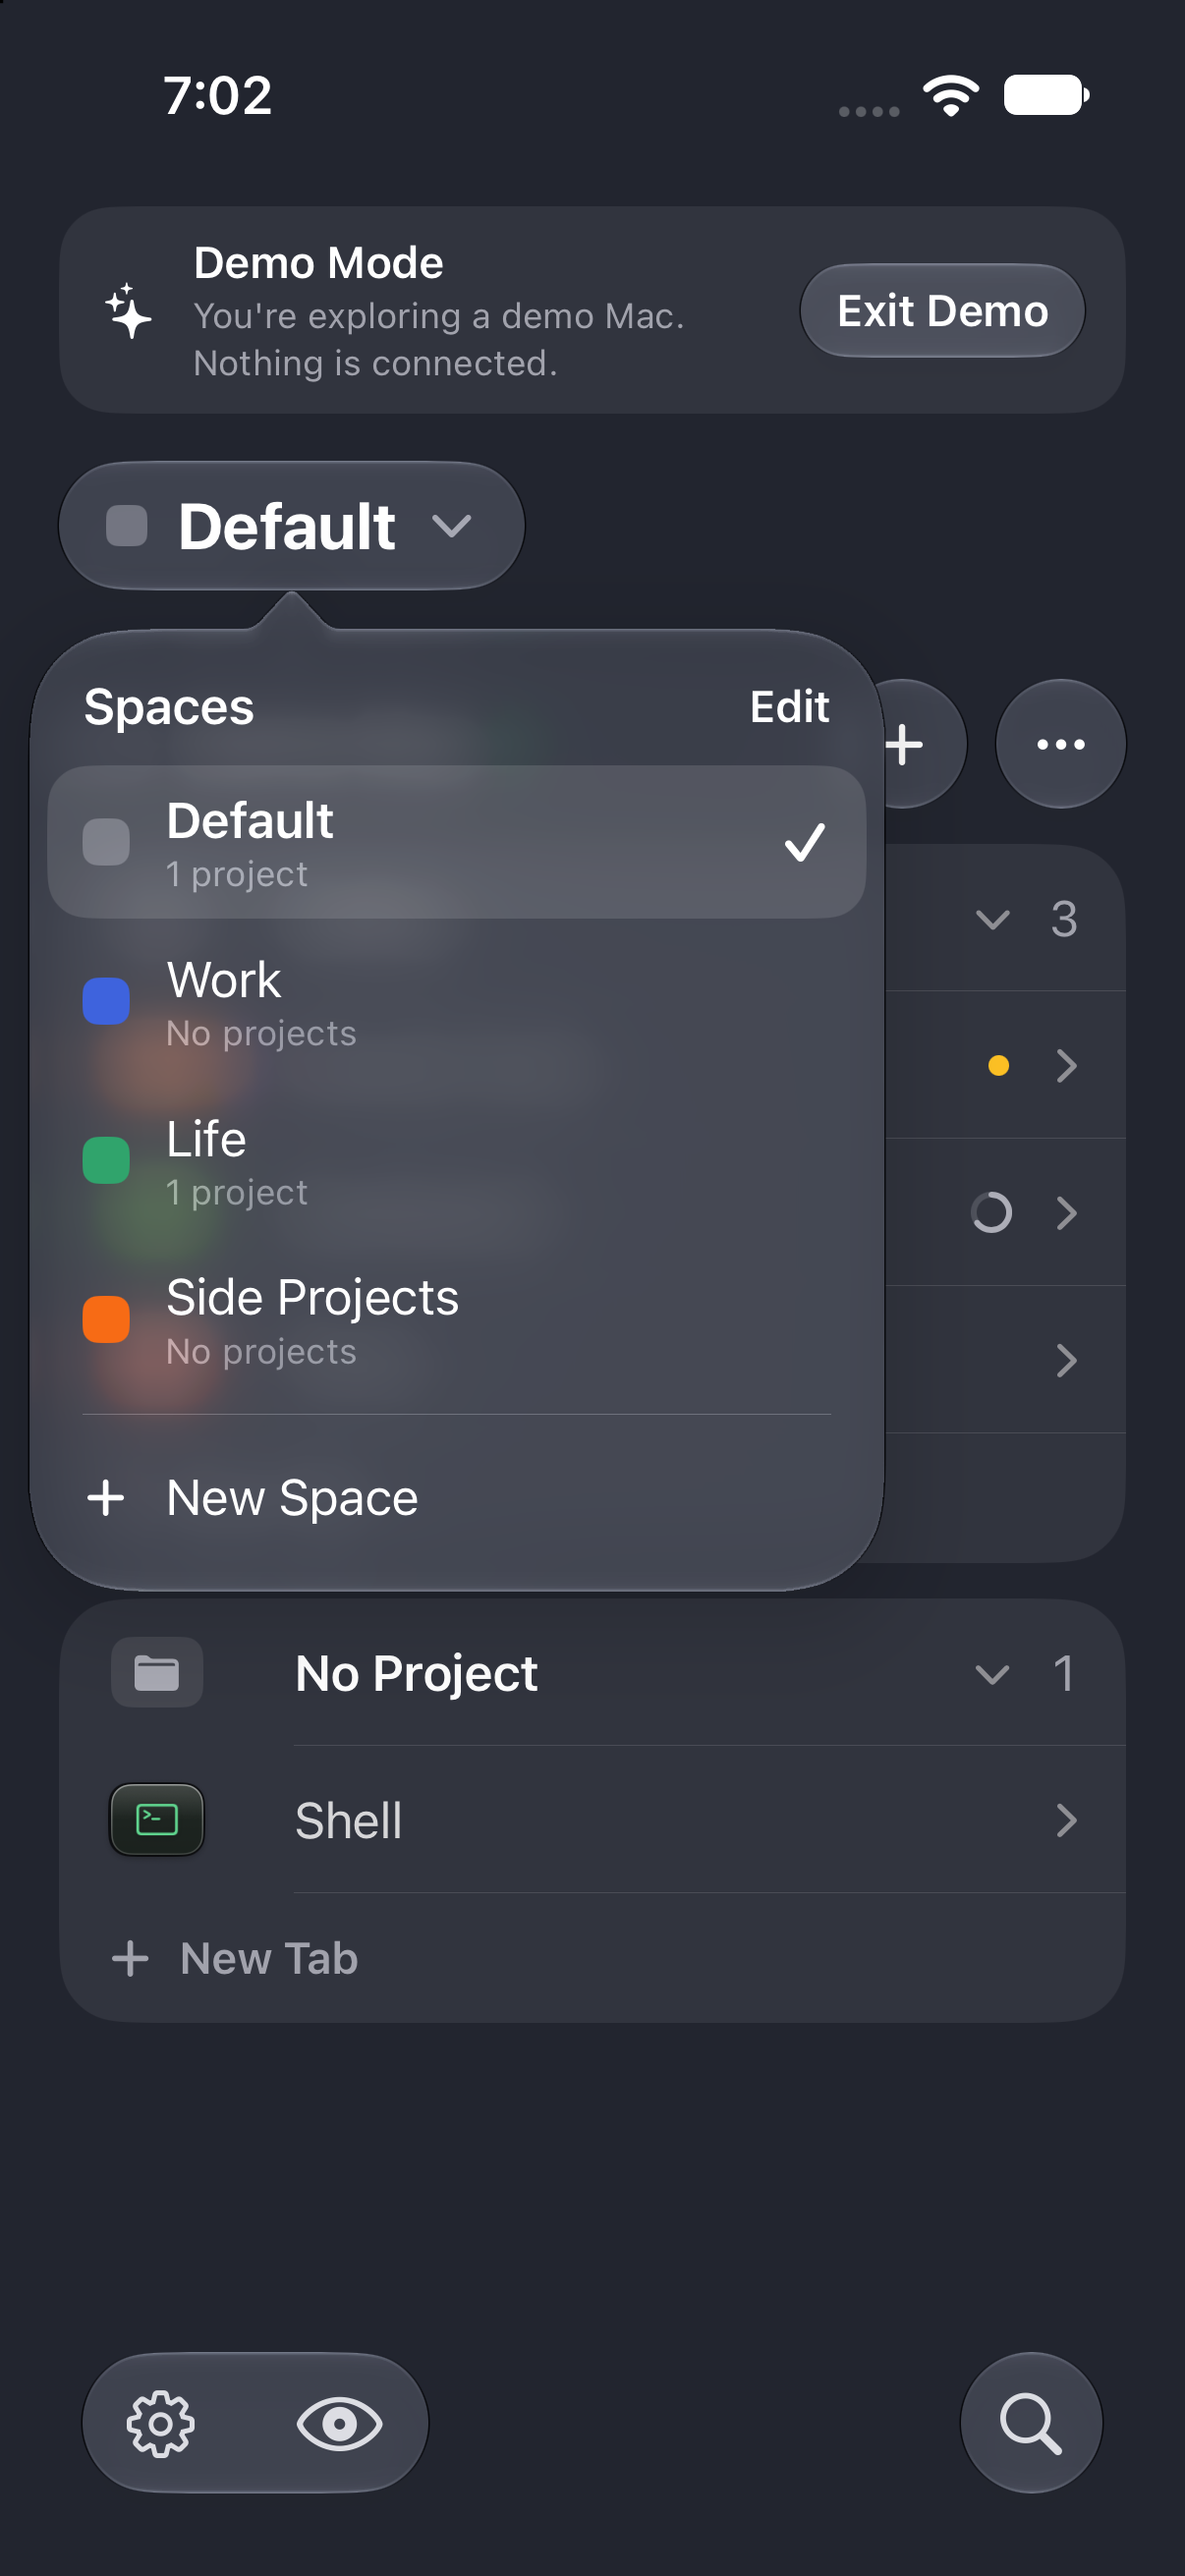 7:02
Demo Mode
You're exploring a demo Mac.
Nothing is connected.
Exit Demo
Default
Spaces
Edit
Default
1 project
3
Work
No projects
Life
1 project
Side Projects
No projects
New Space
No Project
1
Shell
New Tab